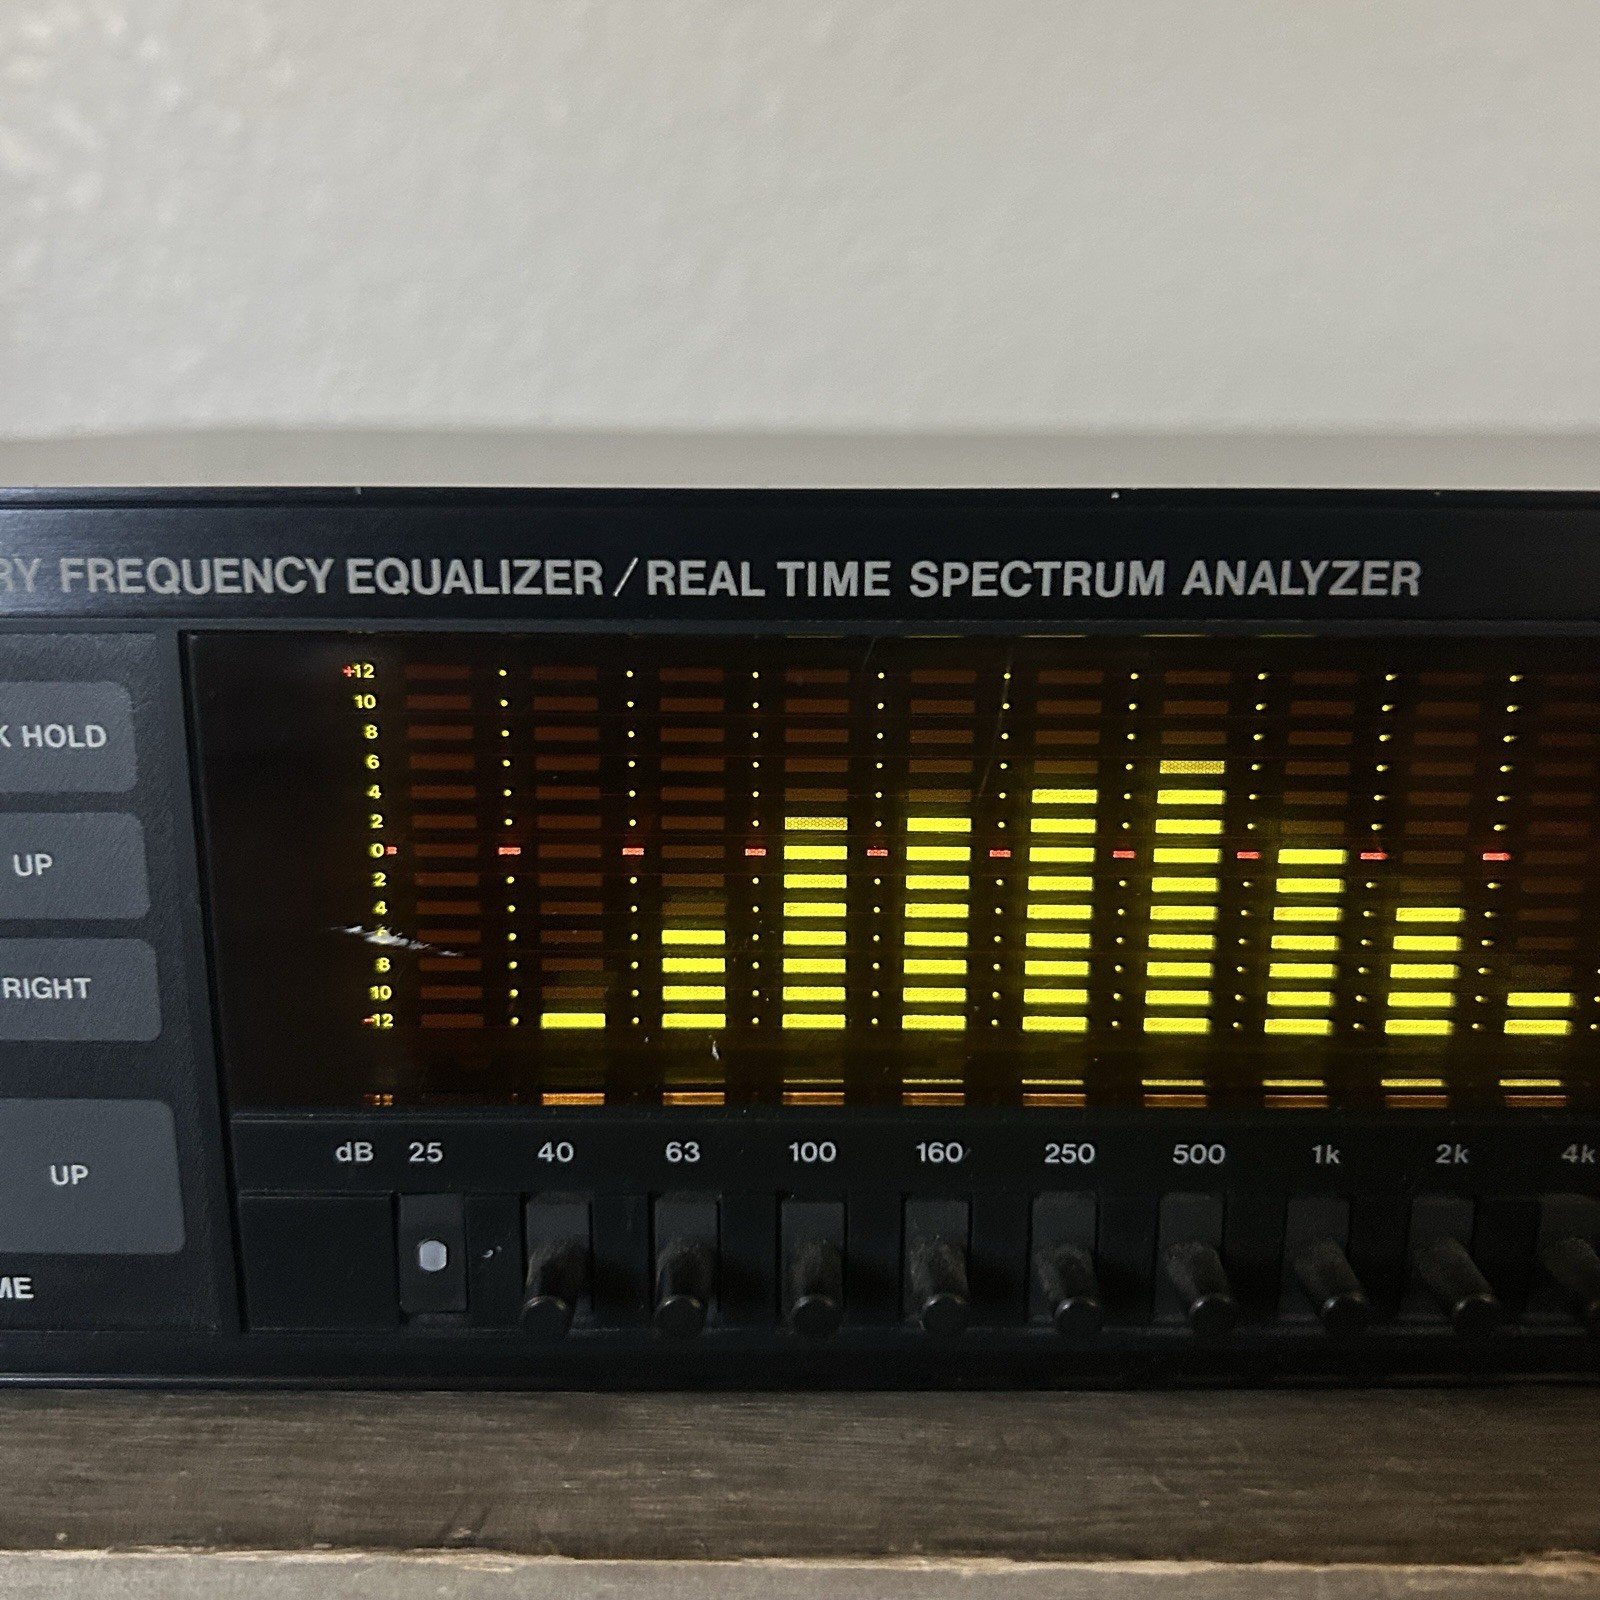 RY FREQUENCY EQUALIZER / REAL TIME SPECTRUM ANALYZER
K HOLD
UP
RIGHT
UP
ME
+12
10
8
6
4
2
0
2
4
8
10
-12
dB 25 40 63 100 160 250 500 1k 2k 4k